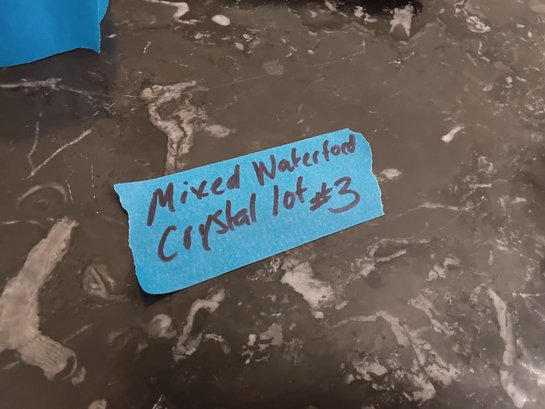 Mixed Waterford
Crystal lot #3